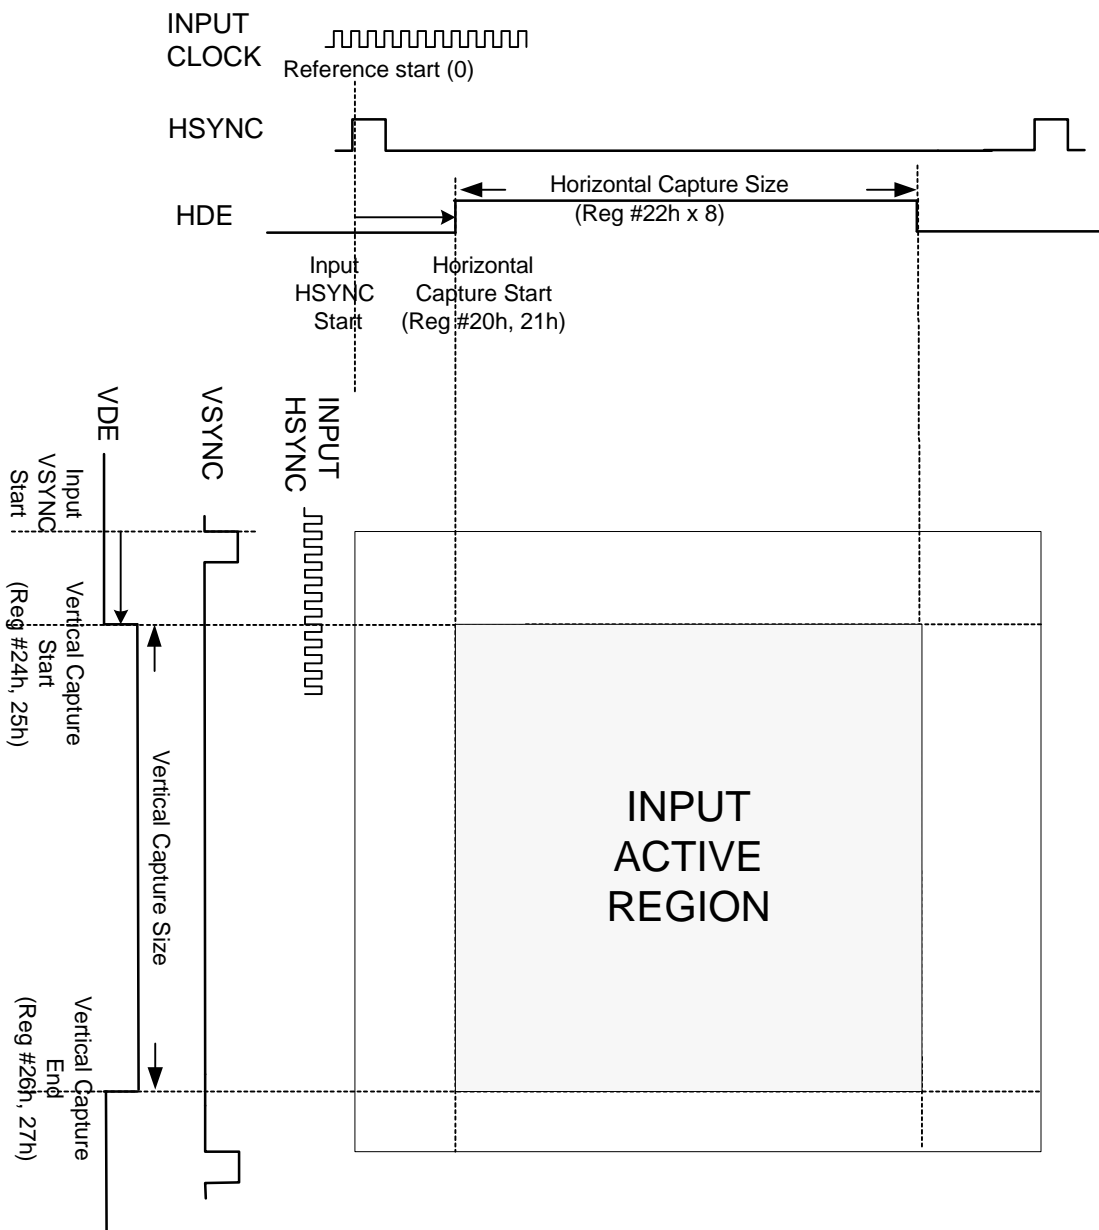 INPUT
CLOCK
Reference start (0)
HSYNC
HDE
Horizontal Capture Size
(Reg #22h x 8)
Input
HSYNC
Start
Horizontal
Capture Start
(Reg #20h, 21h)
VDE
VSYNC
INPUT
HSYNC
Input
VSYNC
Start
Vertical Capture
Start
(Reg #24h, 25h)
Vertical Capture Size
INPUT
ACTIVE
REGION
Vertical Capture
End
(Reg #26h, 27h)